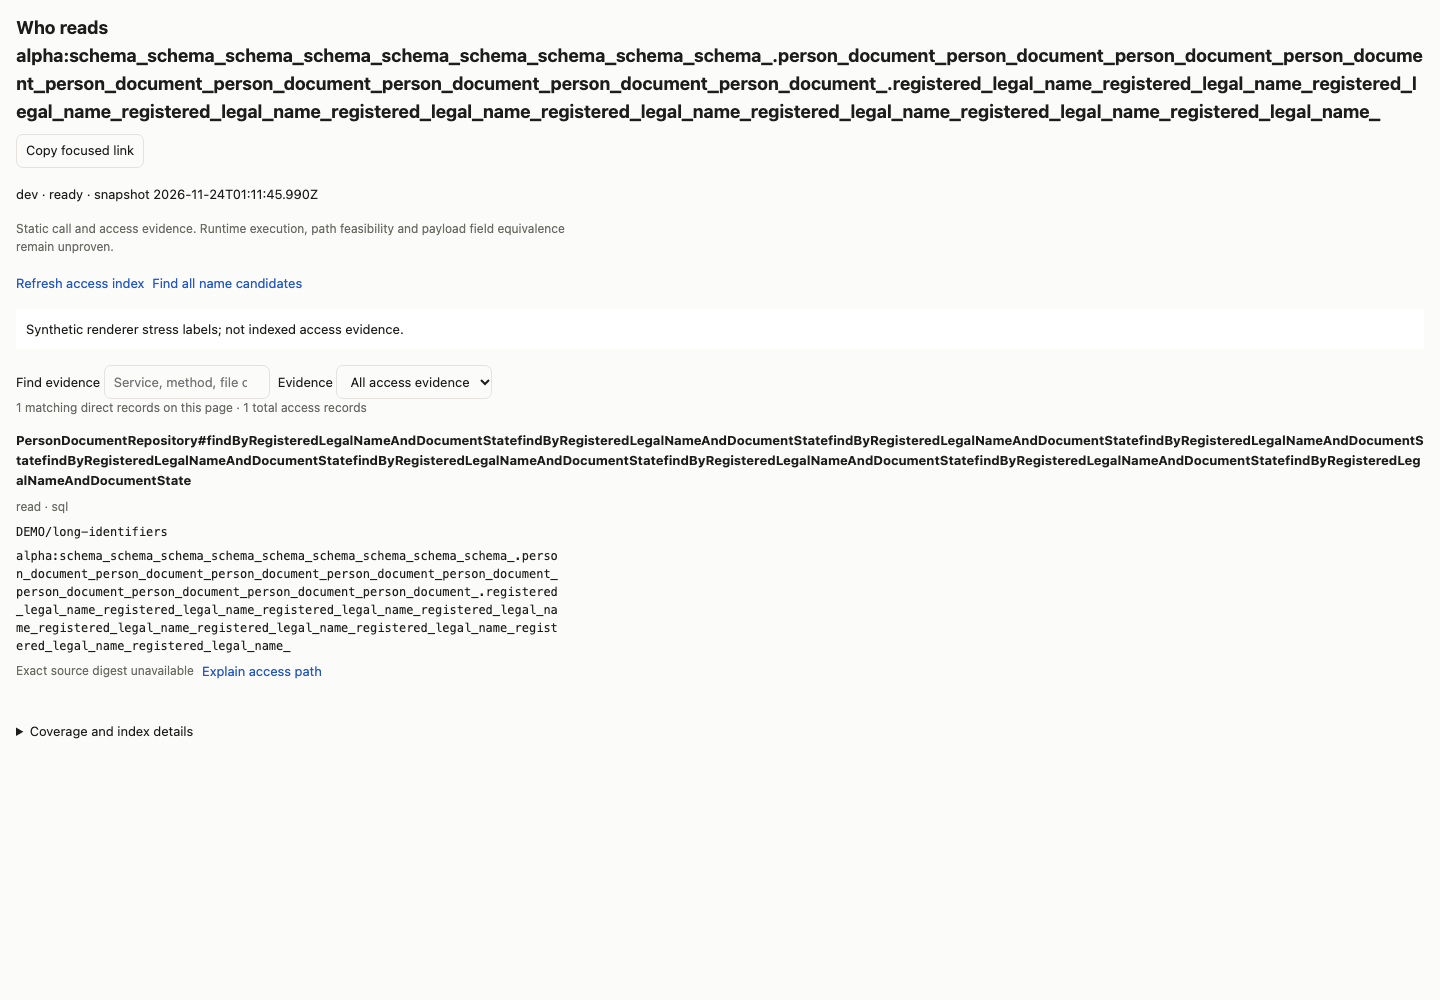 Who reads
alpha:schema_schema_schema_schema_schema_schema_schema_schema_schema_.person_document_person_document_person_document_person_docume
nt_person_document_person_document_person_document_person_document_person_document_.registered_legal_name_registered_legal_name_registered_l
egal_name_registered_legal_name_registered_legal_name_registered_legal_name_registered_legal_name_registered_legal_name_registered_legal_name_
Copy focused link
dev · ready · snapshot 2026-11-24T01:11:45.990Z
Static call and access evidence. Runtime execution, path feasibility and payload field equivalence
remain unproven.
Refresh access index Find all name candidates
Synthetic renderer stress labels; not indexed access evidence.
Find evidence Service, method, file c Evidence All access evidence
1 matching direct records on this page · 1 total access records
PersonDocumentRepository#findByRegisteredLegalNameAndDocumentStatefindByRegisteredLegalNameAndDocumentStatefindByRegisteredLegalNameAndDocumentStatefindByRegisteredLegalNameAndDocumentS
tatefindByRegisteredLegalNameAndDocumentStatefindByRegisteredLegalNameAndDocumentStatefindByRegisteredLegalNameAndDocumentStatefindByRegisteredLegalNameAndDocumentStatefindByRegisteredLeg
alNameAndDocumentState
read · sql
DEMO/long-identifiers
alpha:schema_schema_schema_schema_schema_schema_schema_schema_schema_.perso
n_document_person_document_person_document_person_document_person_document_
person_document_person_document_person_document_person_document_.registered
_legal_name_registered_legal_name_registered_legal_name_registered_legal_na
me_registered_legal_name_registered_legal_name_registered_legal_name_regist
ered_legal_name_registered_legal_name_
Exact source digest unavailable Explain access path
Coverage and index details